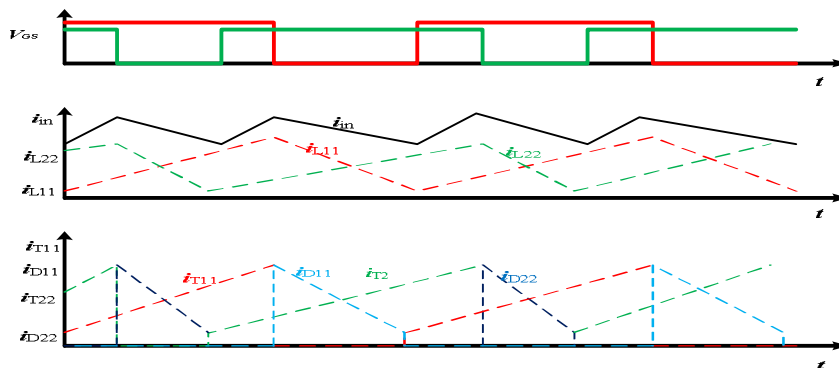 VGS
t
iin
iin
iL22
iL11
iL22
iL11
t
iT11
iD11
iT11
iD11
iT2
iD22
iT22
iD22
t